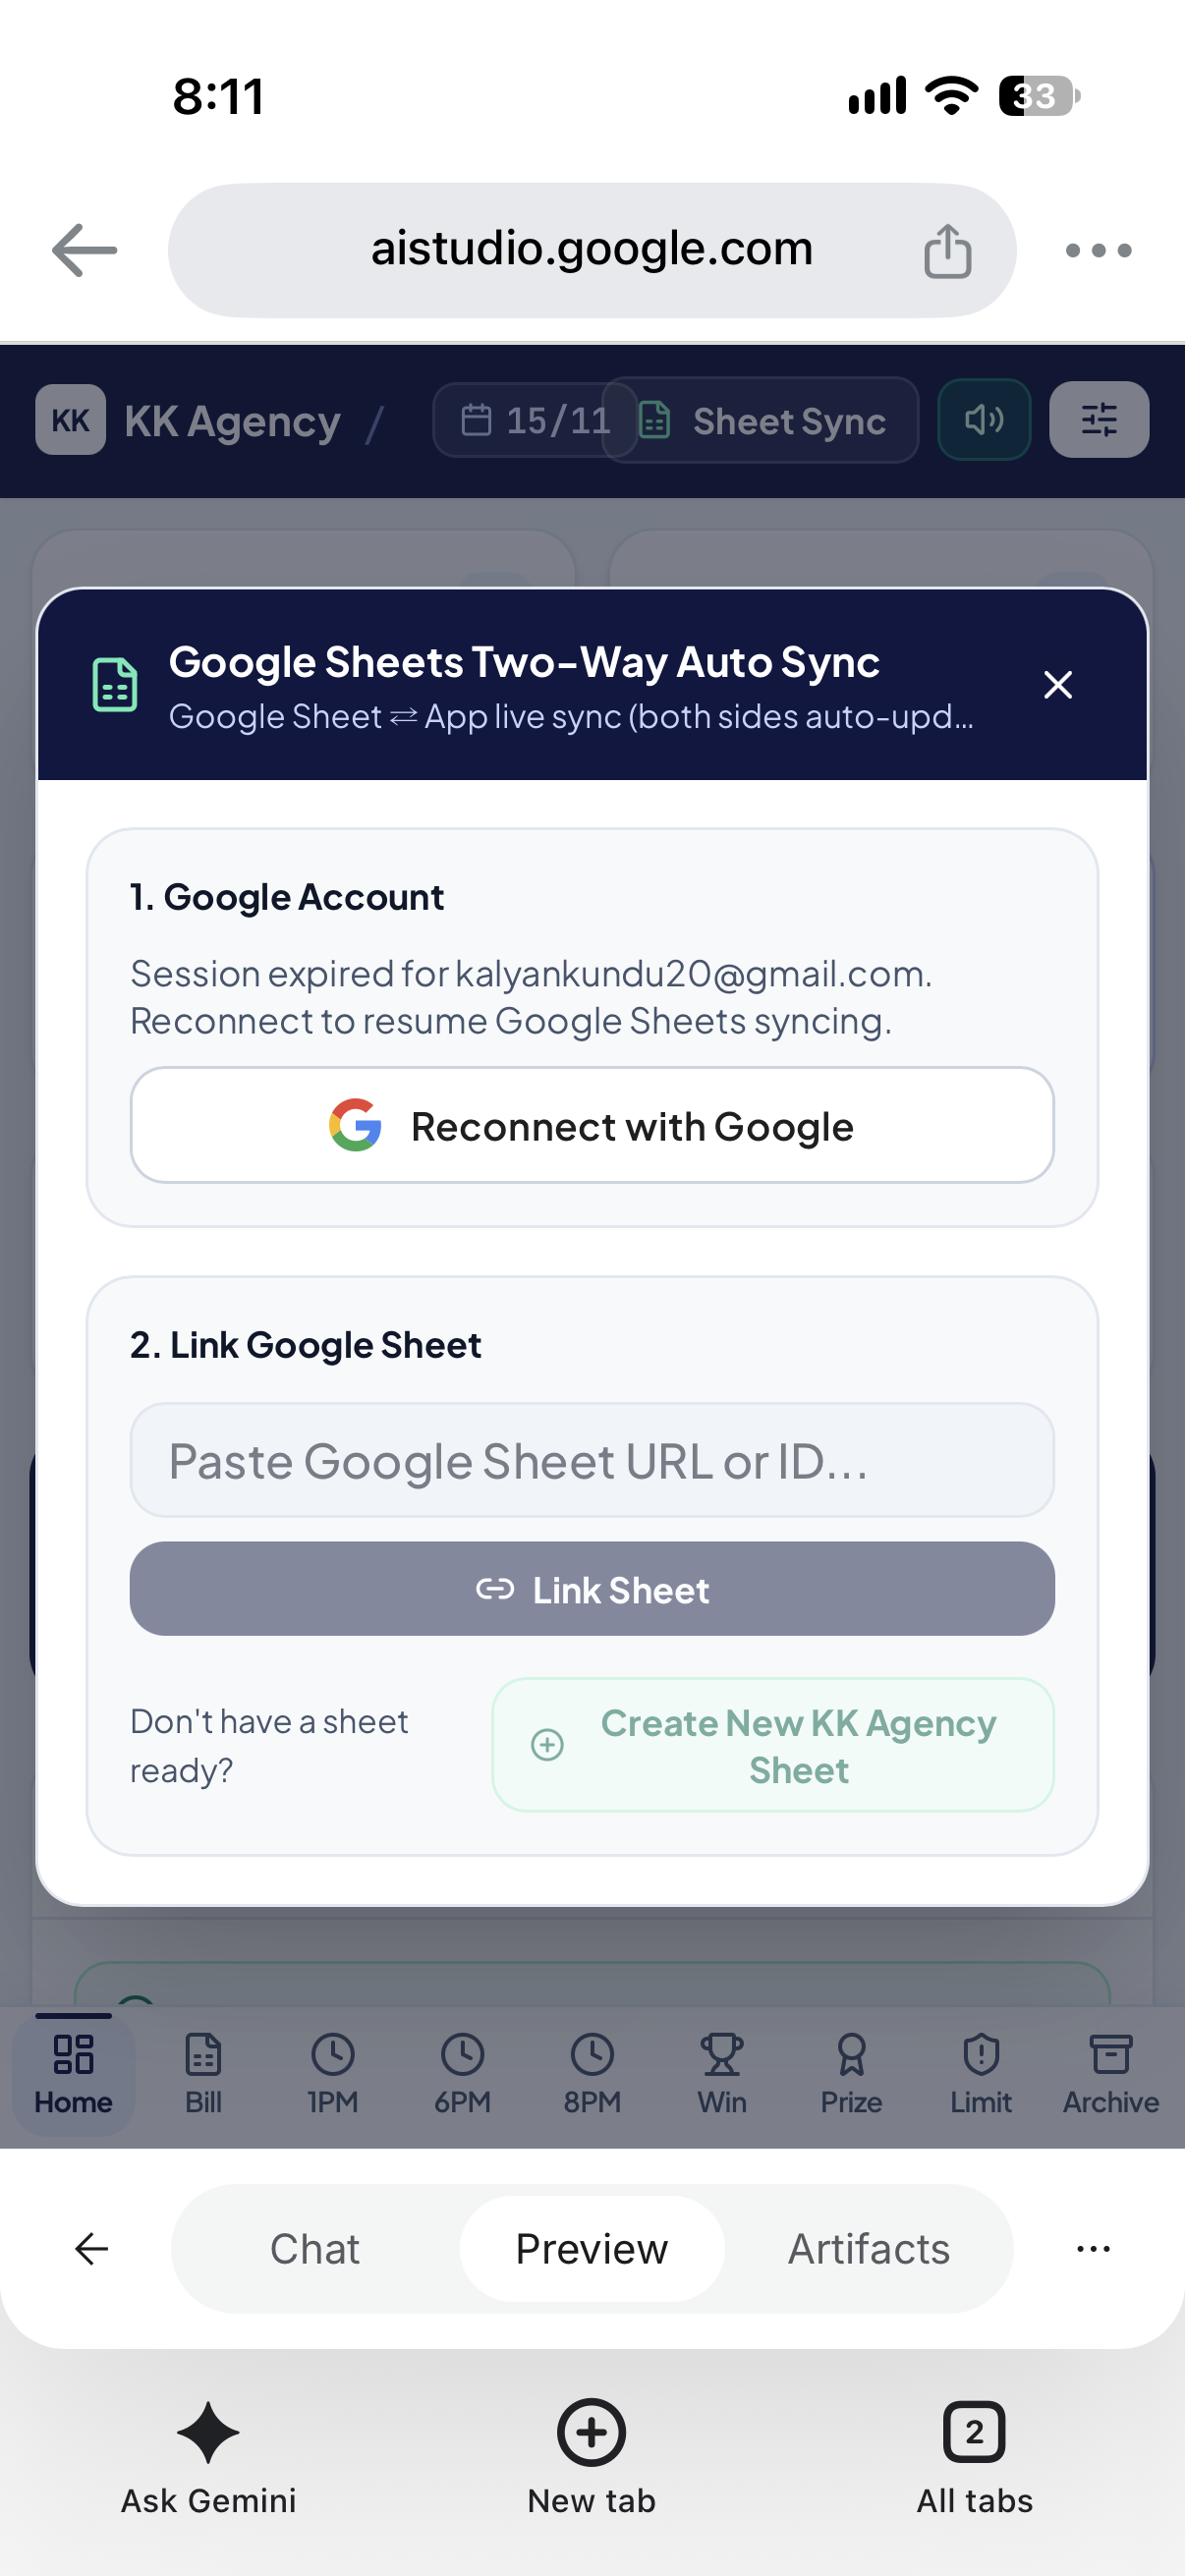 8:11
33
aistudio.google.com
KK
KK Agency /
15/11
Sheet Sync
Google Sheets Two-Way Auto Sync
Google Sheet ⇄ App live sync (both sides auto-upd...
1. Google Account
Session expired for kalyankundu20@gmail.com.
Reconnect to resume Google Sheets syncing.
Reconnect with Google
2. Link Google Sheet
Paste Google Sheet URL or ID...
Link Sheet
Don't have a sheet
ready?
Create New KK Agency
Sheet
Home
Bill
1PM
6PM
8PM
Win
Prize
Limit
Archive
Chat
Preview
Artifacts
Ask Gemini
New tab
2
All tabs